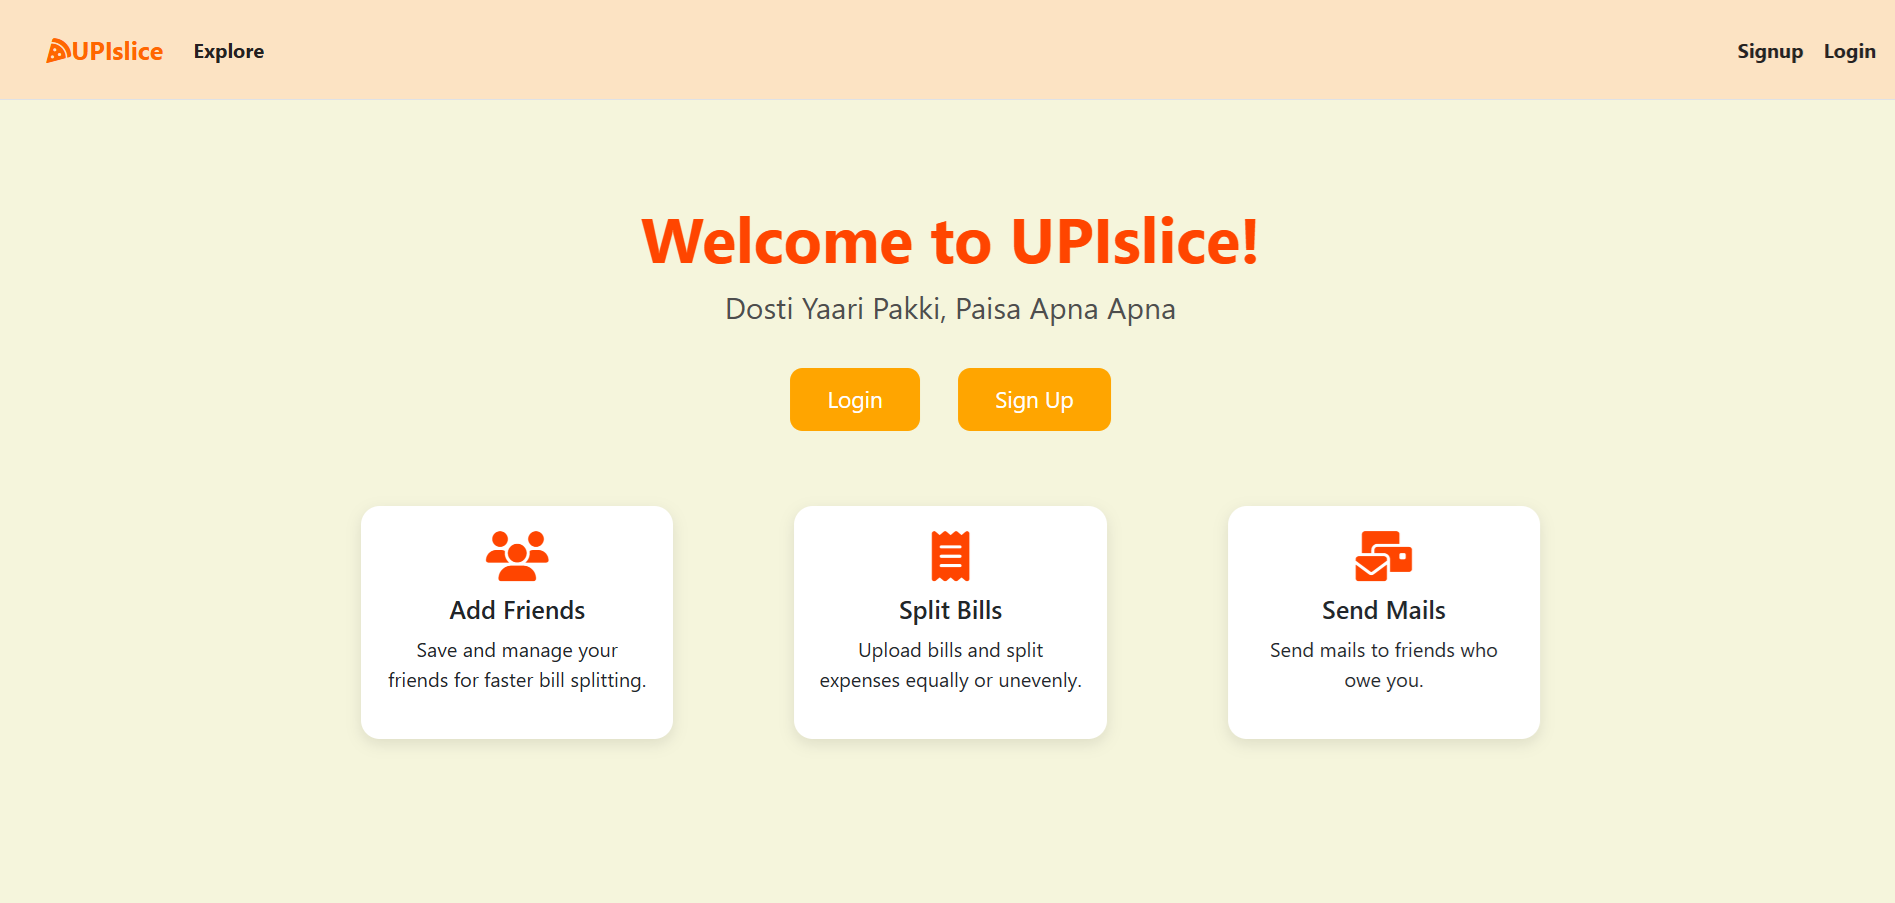 UPIslice
Explore
Signup
Login
Welcome to UPIslice!
Dosti Yaari Pakki, Paisa Apna Apna
Login
Sign Up
Add Friends
Save and manage your
friends for faster bill splitting.
Split Bills
Upload bills and split
expenses equally or unevenly.
Send Mails
Send mails to friends who
owe you.